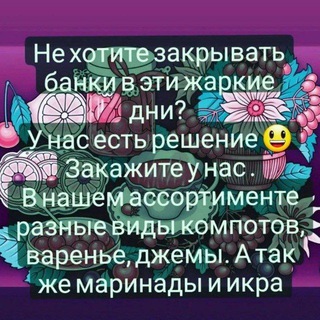 Не хотите закрывать
банки в эти жаркие
дни?
У нас есть решение😃
Закажите у нас .
В нашем ассортименте
разные виды компотов,
варенье, джемы. А так
же маринады и икра